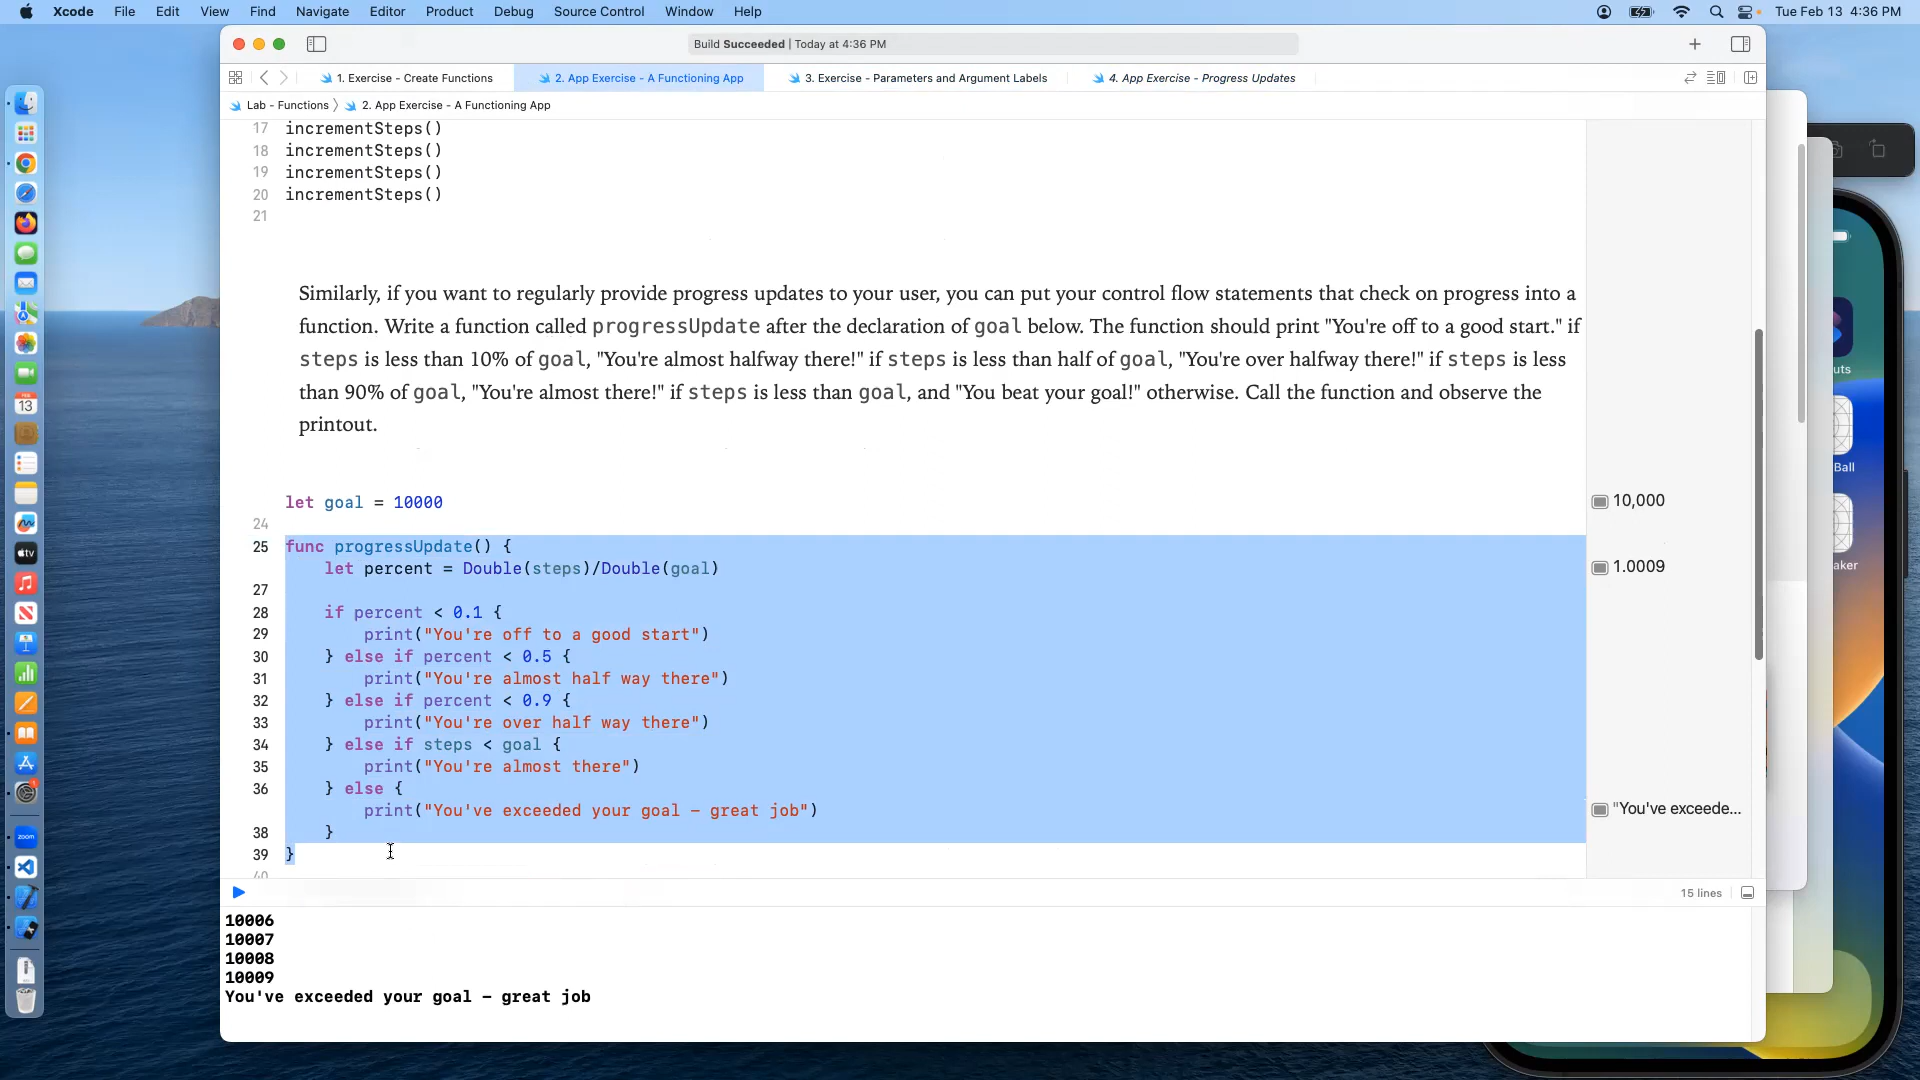 Xcode File Edit View Find Navigate Editor Product Debug Source Control Window Help Tue Feb 13 4:36 PM
Build Succeeded | Today at 4:36 PM
1. Exercise - Create Functions 2. App Exercise - A Functioning App 3. Exercise - Parameters and Argument Labels 4. App Exercise - Progress Updates
Lab - Functions 〉 2. App Exercise - A Functioning App
17 incrementSteps()
18 incrementSteps()
19 incrementSteps()
20 incrementSteps()
21
Similarly, if you want to regularly provide progress updates to your user, you can put your control flow statements that check on progress into a
function. Write a function called progressUpdate after the declaration of goal below. The function should print "You're off to a good start." if
steps is less than 10% of goal, "You're almost halfway there!" if steps is less than half of goal, "You're over halfway there!" if steps is less
than 90% of goal, "You're almost there!" if steps is less than goal, and "You beat your goal!" otherwise. Call the function and observe the
printout.
let goal = 10000 10,000
24
25 func progressUpdate() {
let percent = Double(steps)/Double(goal) 1.0009
27
28 if percent < 0.1 {
29 print("You're off to a good start")
30 } else if percent < 0.5 {
31 print("You're almost half way there")
32 } else if percent < 0.9 {
33 print("You're over half way there")
34 } else if steps < goal {
35 print("You're almost there")
36 } else {
print("You've exceeded your goal – great job") "You've exceede...
38 }
39 }
40
15 lines
10006
10007
10008
10009
You've exceeded your goal – great job
uts
Ball
aker
FEB
13
tv
zoom
1